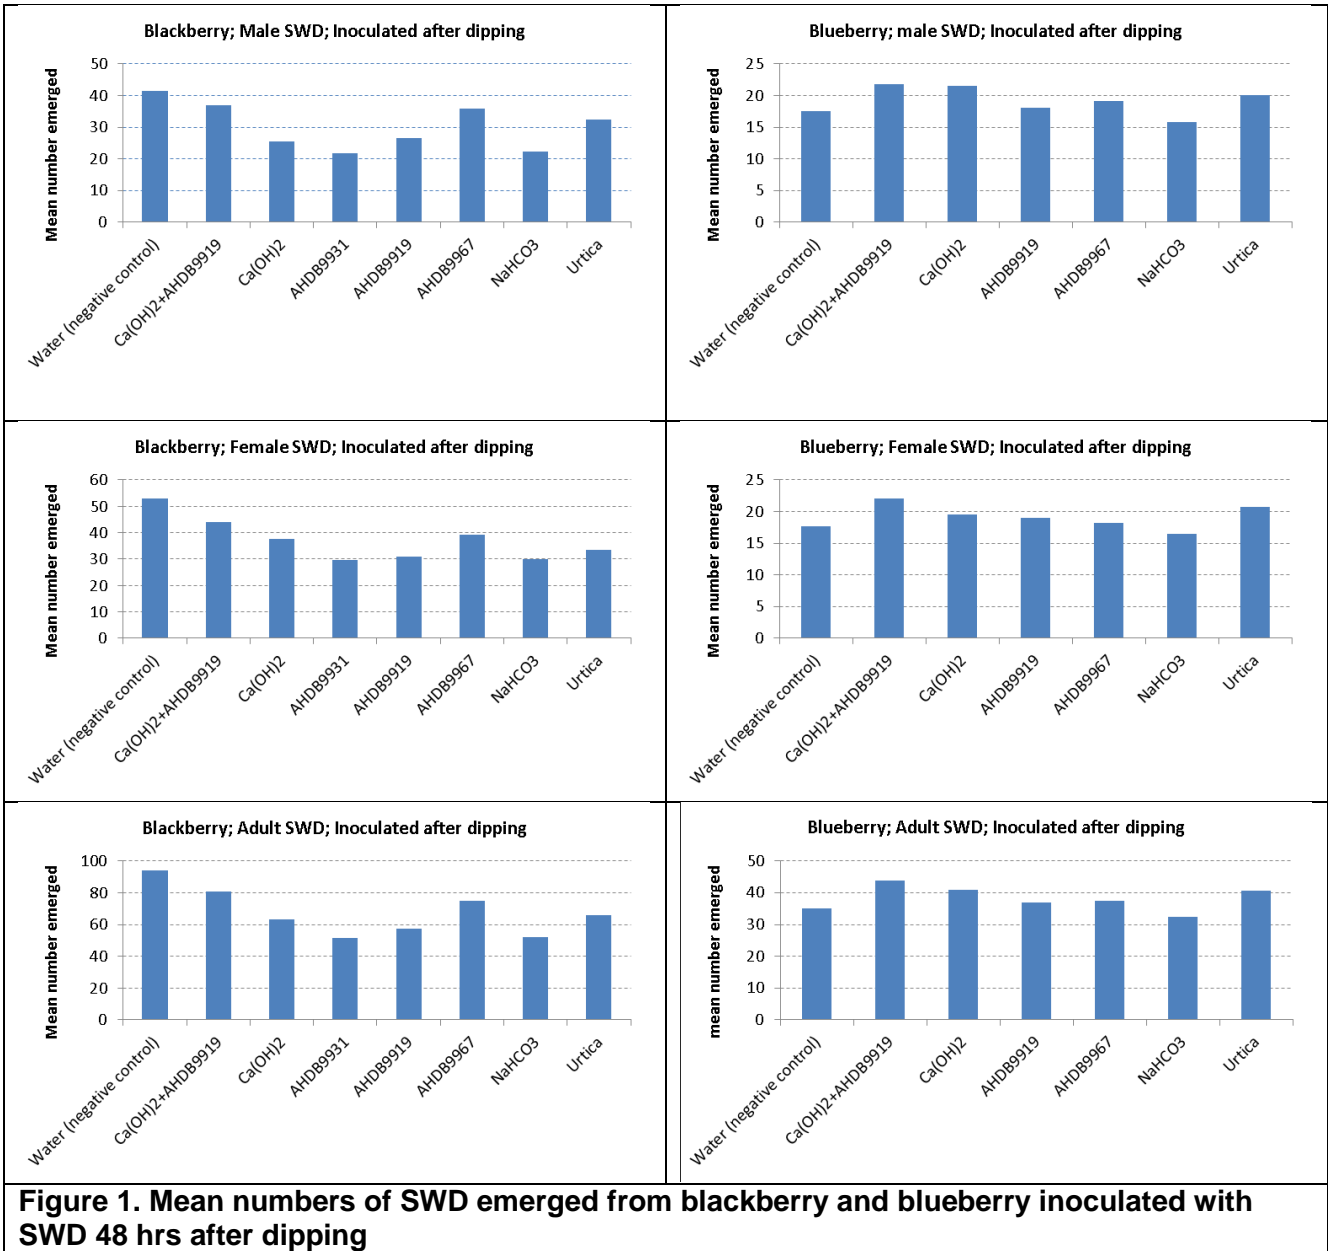 Blackberry; Male SWD; Inoculated after dipping
Mean number emerged
50
40
30
20
10
0
Water (negative control)
Ca(OH)2+AHDB9919
Ca(OH)2
AHDB9931
AHDB9919
AHDB9967
NaHCO3
Urtica
Blueberry; male SWD; Inoculated after dipping
Mean number emerged
25
20
15
10
5
0
Water (negative control)
Ca(OH)2+AHDB9919
Ca(OH)2
AHDB9919
AHDB9967
NaHCO3
Urtica
Blackberry; Female SWD; Inoculated after dipping
Mean number emerged
60
50
40
30
20
10
0
Water (negative control)
Ca(OH)2+AHDB9919
Ca(OH)2
AHDB9931
AHDB9919
AHDB9967
NaHCO3
Urtica
Blueberry; Female SWD; Inoculated after dipping
Mean number emerged
25
20
15
10
5
0
Water (negative control)
Ca(OH)2+AHDB9919
Ca(OH)2
AHDB9919
AHDB9967
NaHCO3
Urtica
Blackberry; Adult SWD; Inoculated after dipping
Mean number emerged
100
80
60
40
20
0
Water (negative control)
Ca(OH)2+AHDB9919
Ca(OH)2
AHDB9931
AHDB9919
AHDB9967
NaHCO3
Urtica
Blueberry; Adult SWD; Inoculated after dipping
mean number emerged
50
40
30
20
10
0
Water (negative control)
Ca(OH)2+AHDB9919
Ca(OH)2
AHDB9919
AHDB9967
NaHCO3
Urtica
Figure 1. Mean numbers of SWD emerged from blackberry and blueberry inoculated with
SWD 48 hrs after dipping